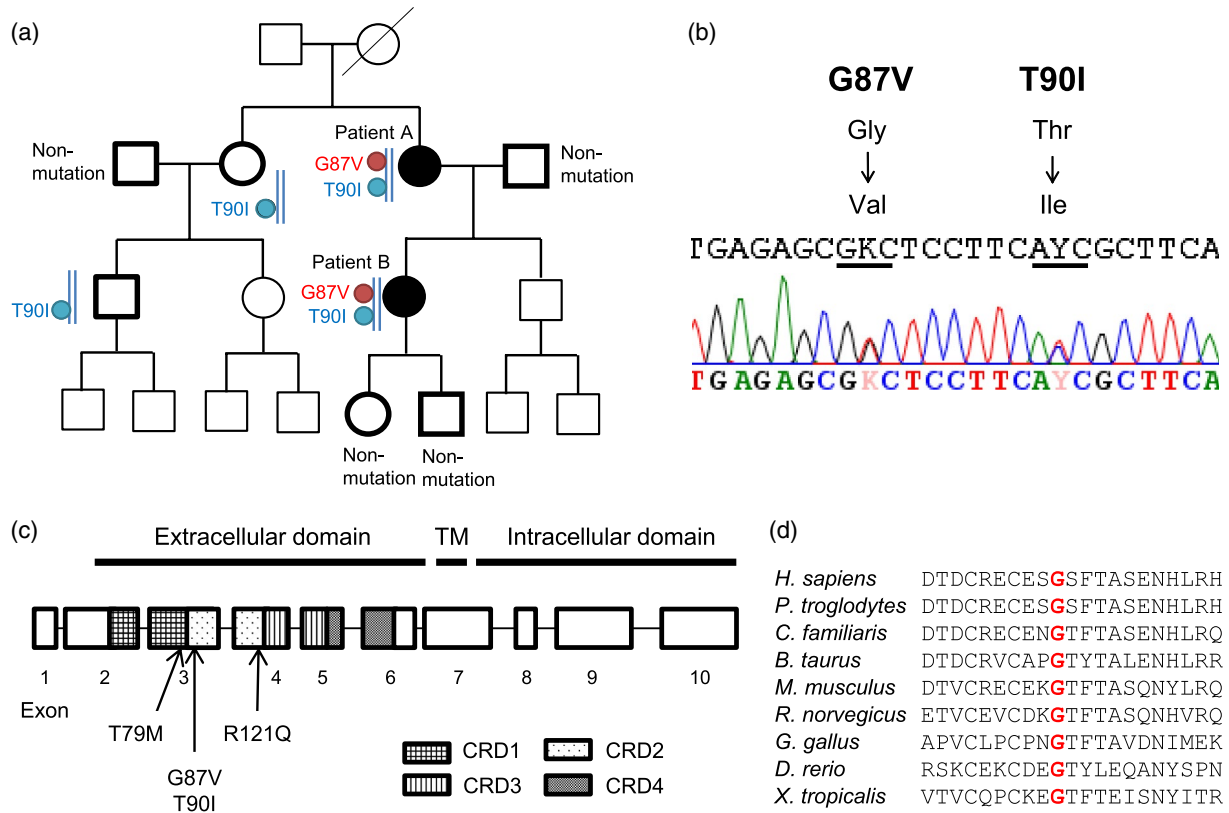 (a)
Non-
mutation
T90I
Patient A
G87V
T90I
Non-
mutation
T90I
Patient B
G87V
T90I
Non-
mutation
Non-
mutation
(b)
G87V T90I
Gly Thr
Val Ile
TGAGAGCGKCTCCTTCAYCGCTTCA
TGAGAGCGKCTCCTTCAYCGCTTCA
(c)
Extracellular domain TM Intracellular domain
1 2 3 4 5 6 7 8 9 10
Exon
T79M R121Q
G87V
T90I
CRD1 CRD2
CRD3 CRD4
(d)
H. sapiens DTDCRECESGSFTASENHLRH
P. troglodytes DTDCRECESGSFTASENHLRH
C. familiaris DTDCRECENGTFTASENHLRQ
B. taurus DTDCRVCAPGTYTALENHLRR
M. musculus DTVCRECEKGTFTASQNYLRQ
R. norvegicus ETVCEVCDKGTFTASQNHVRQ
G. gallus APVCLPCPNGTFTAVDNIMEK
D. rerio RSKCEKCDEGTYLEQANYSPN
X. tropicalis VTVCQPCKEGTFTEISNYITR